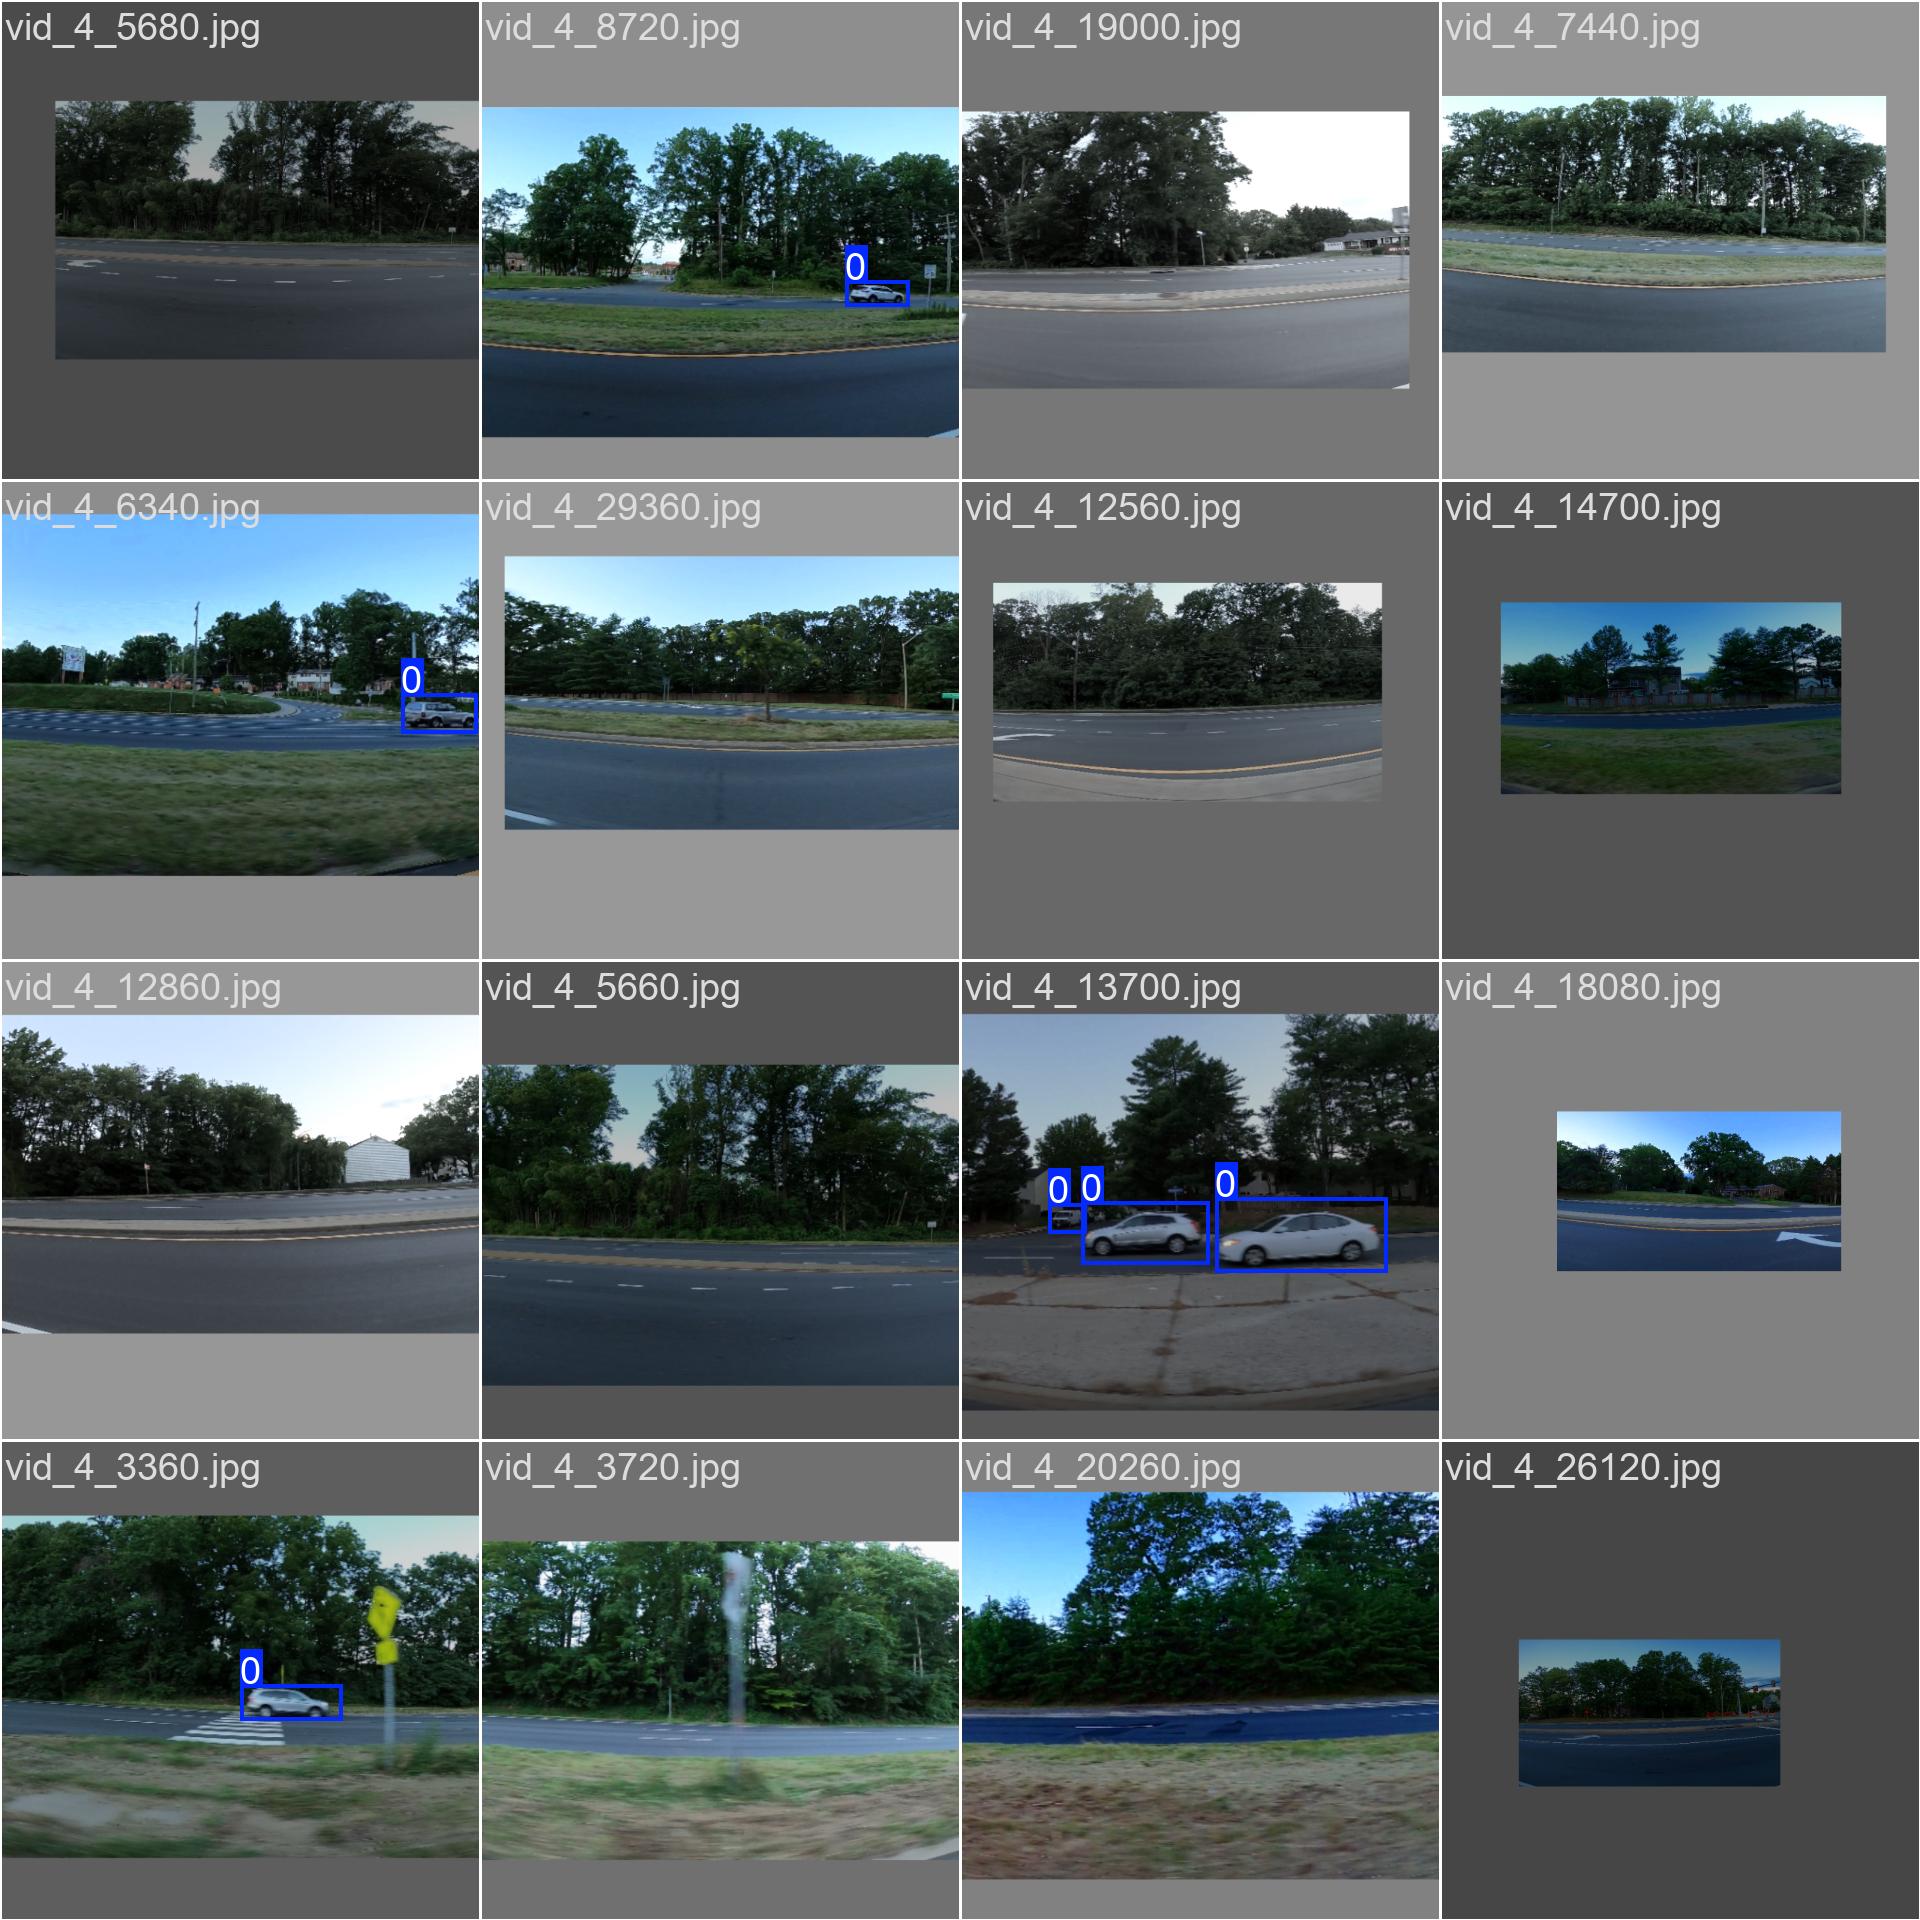 vid_4_5680.jpg
vid_4_8720.jpg
vid_4_19000.jpg
vid_4_7440.jpg
0
vid_4_6340.jpg
vid_4_29360.jpg
vid_4_12560.jpg
vid_4_14700.jpg
0
vid_4_12860.jpg
vid_4_5660.jpg
vid_4_13700.jpg
vid_4_18080.jpg
0
0
0
vid_4_3360.jpg
vid_4_3720.jpg
vid_4_20260.jpg
vid_4_26120.jpg
0